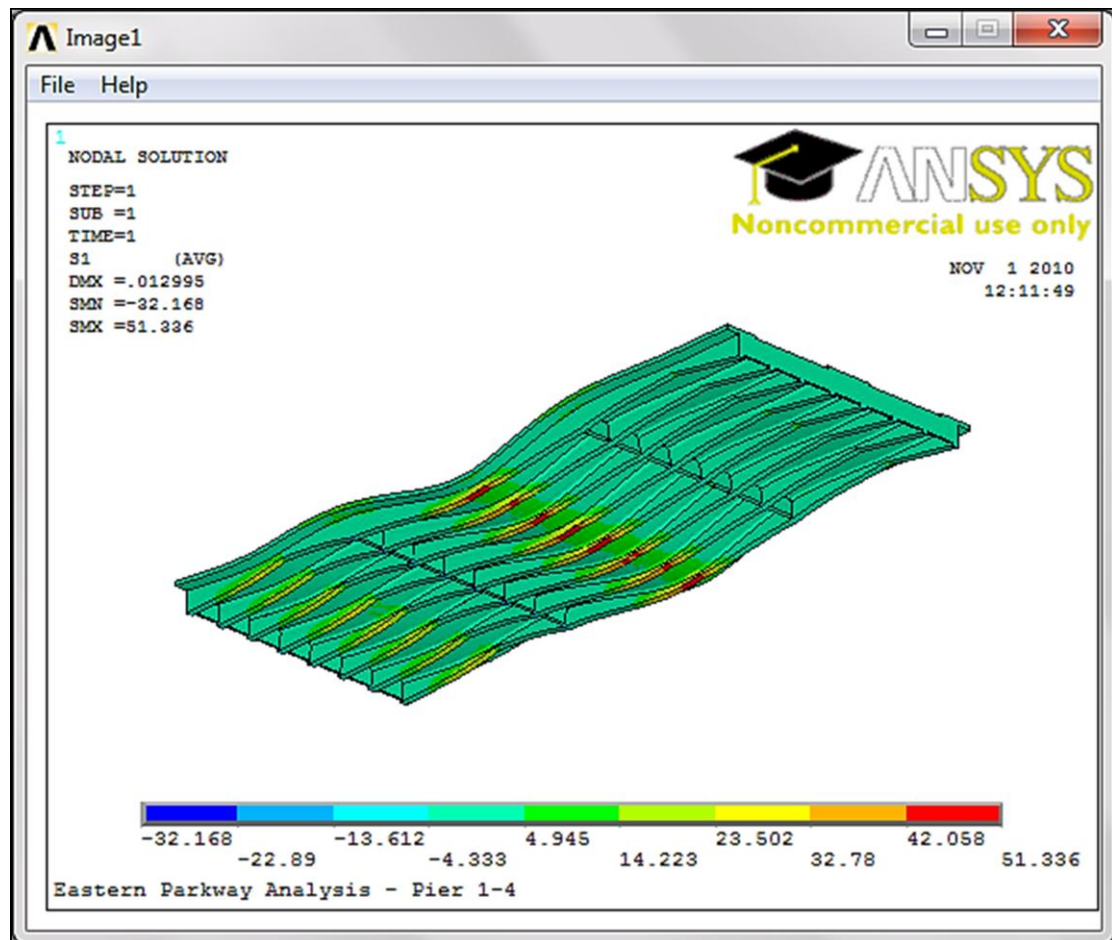 Image1
File Help
1
NODAL SOLUTION
STEP=1
SUB =1
TIME=1
S1 (AVG)
DMX =.012995
SMN =-32.168
SMX =51.336
ANSYS
Noncommercial use only
NOV 1 2010
12:11:49
-32.168 -13.612 4.945 23.502 42.058
-22.89 -4.333 14.223 32.78 51.336
Eastern Parkway Analysis - Pier 1-4